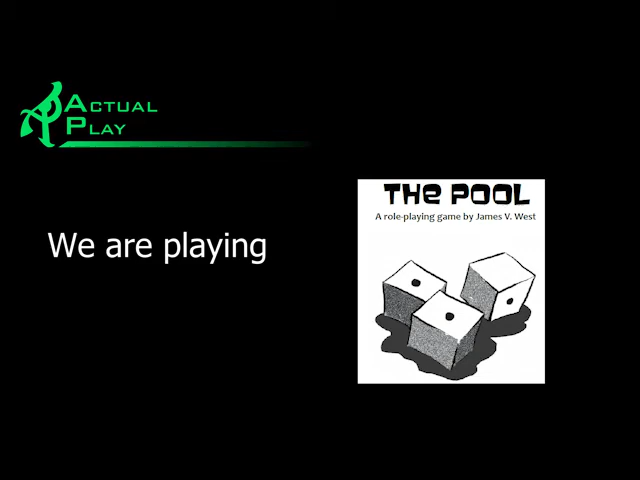 Actual
Play
The Pool
A role-playing game by James V. West
We are playing